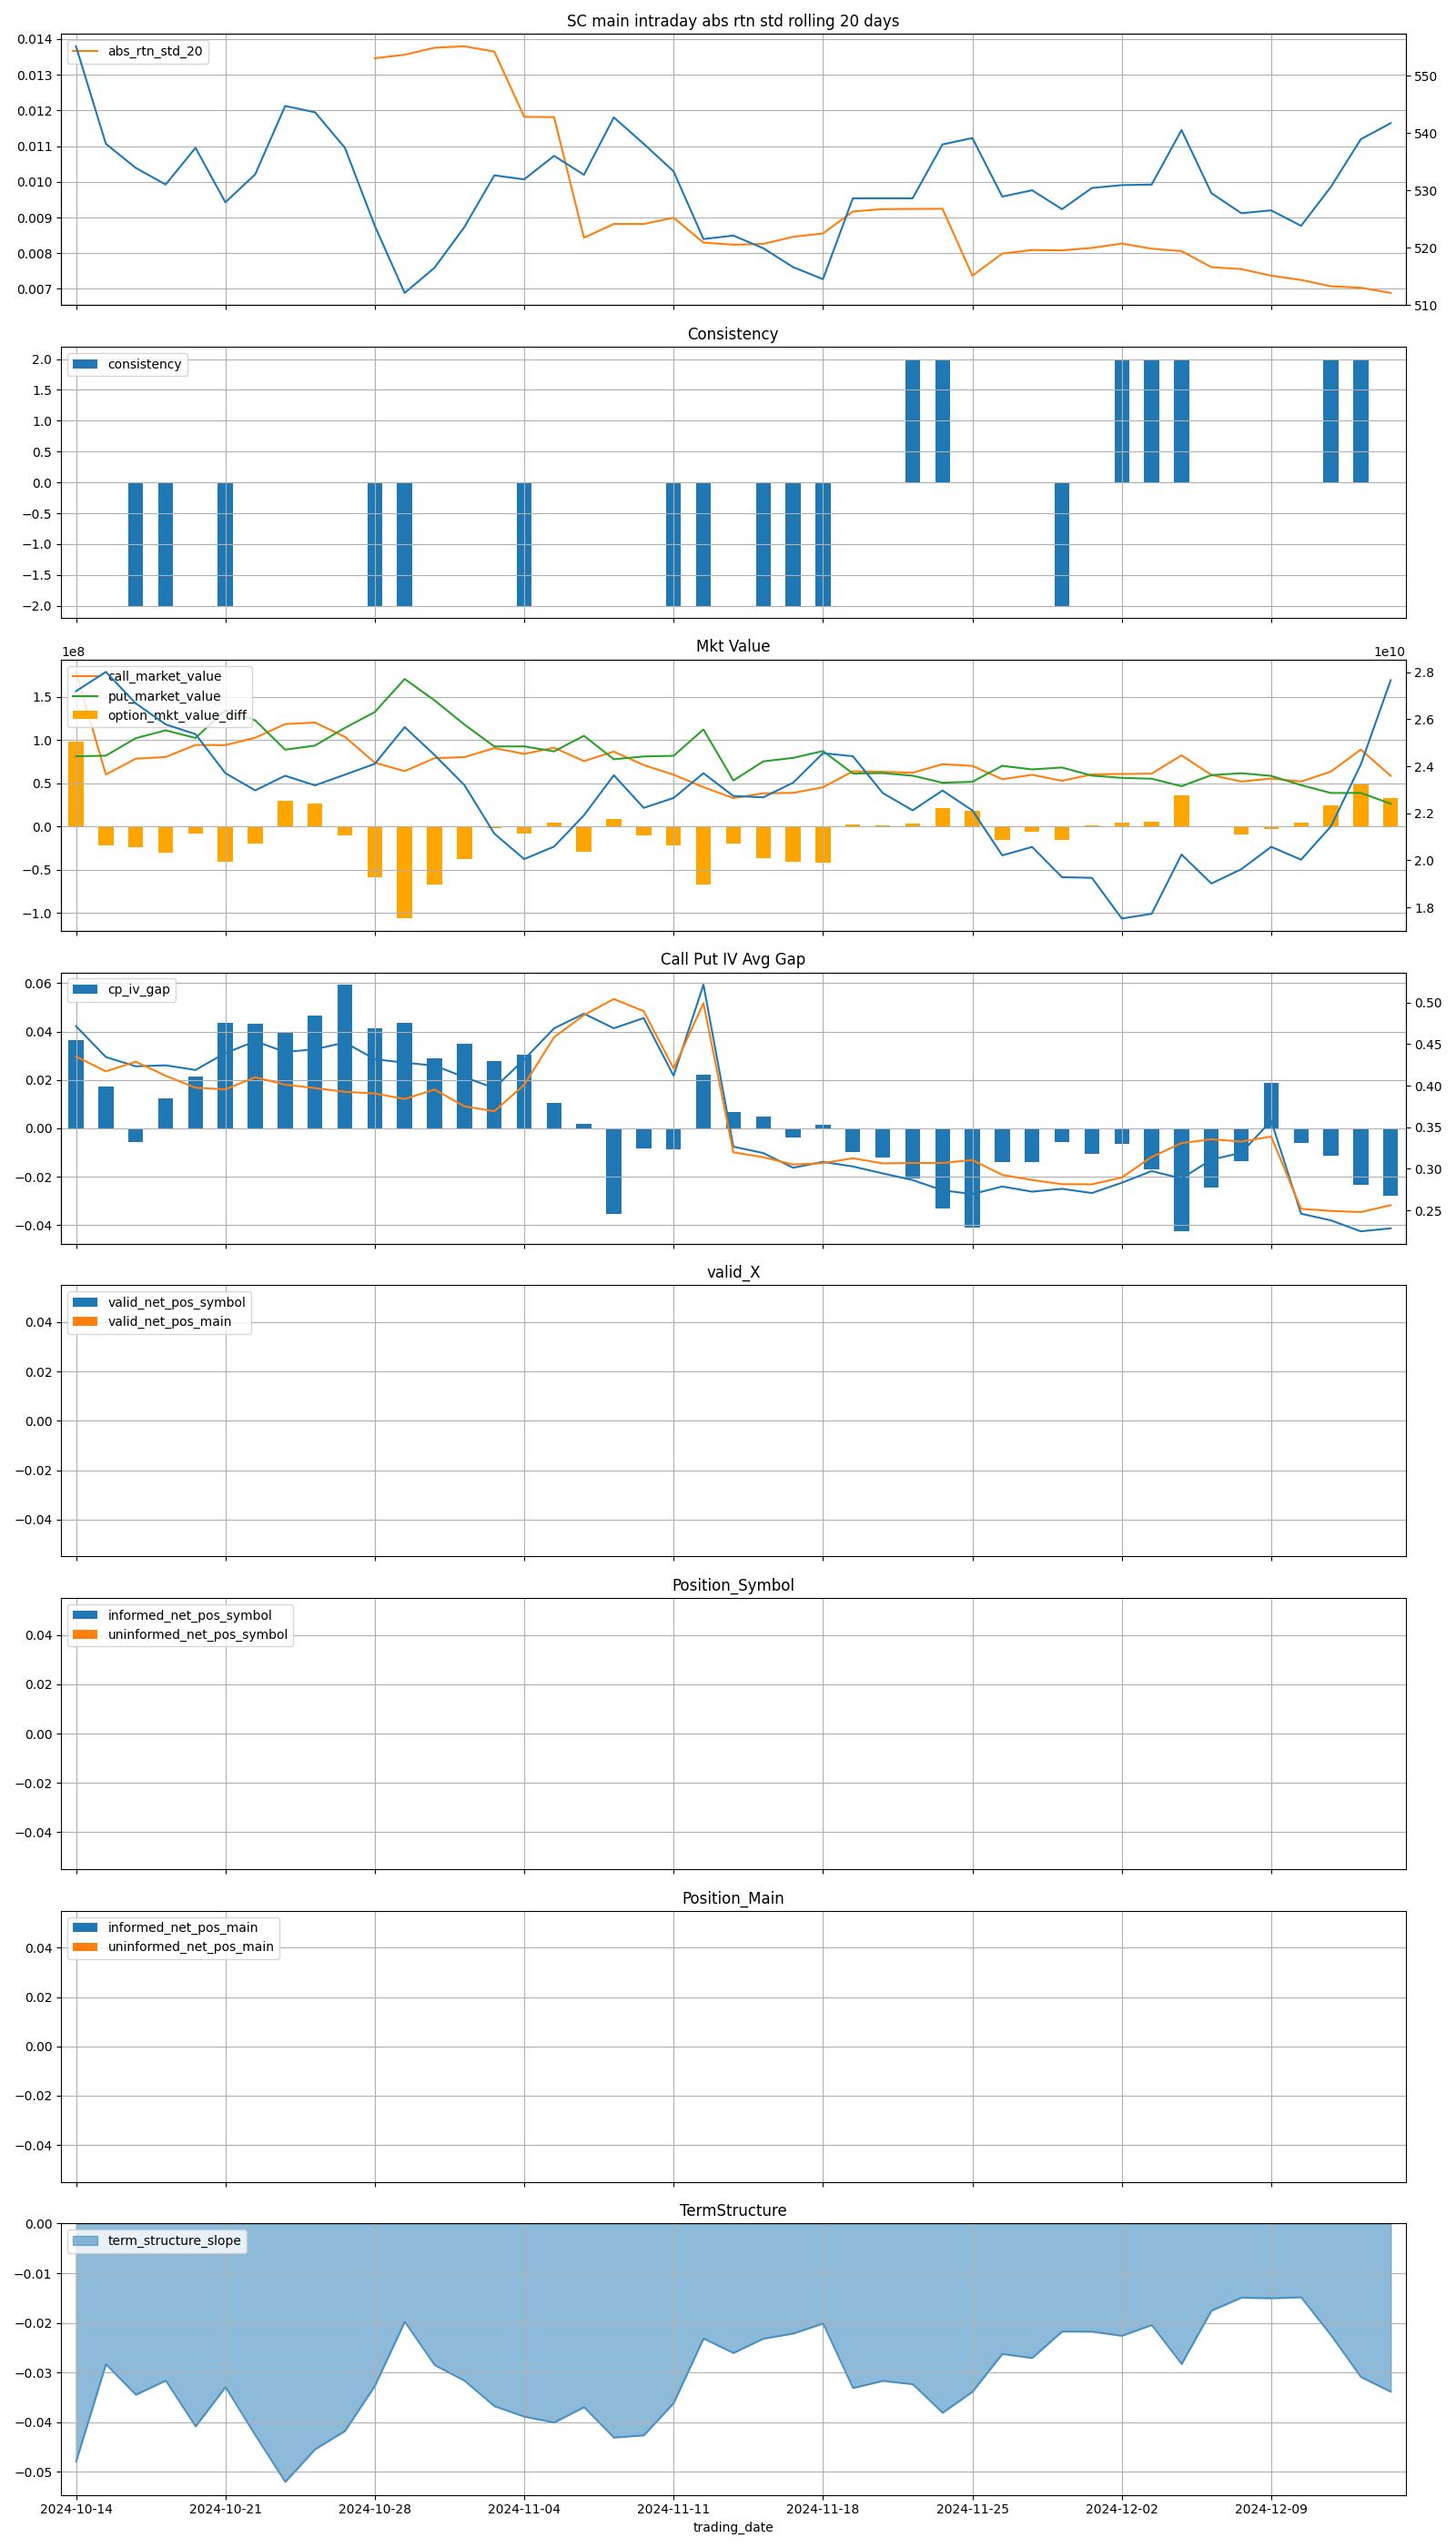 SC main intraday abs rtn std rolling 20 days
abs_rtn_std_20
0.014
0.013
0.012
0.011
0.010
0.009
0.008
0.007
550
540
530
520
510
Consistency
consistency
2.0
1.5
1.0
0.5
0.0
−0.5
−1.0
−1.5
−2.0
Mkt Value
1e8
1e10
call_market_value
put_market_value
option_mkt_value_diff
1.5
1.0
0.5
0.0
−0.5
−1.0
2.8
2.6
2.4
2.2
2.0
1.8
Call Put IV Avg Gap
cp_iv_gap
0.06
0.04
0.02
0.00
−0.02
−0.04
0.50
0.45
0.40
0.35
0.30
0.25
valid_X
valid_net_pos_symbol
valid_net_pos_main
0.04
0.02
0.00
−0.02
−0.04
Position_Symbol
informed_net_pos_symbol
uninformed_net_pos_symbol
0.04
0.02
0.00
−0.02
−0.04
Position_Main
informed_net_pos_main
uninformed_net_pos_main
0.04
0.02
0.00
−0.02
−0.04
TermStructure
term_structure_slope
0.00
−0.01
−0.02
−0.03
−0.04
−0.05
2024-10-14 2024-10-21 2024-10-28 2024-11-04 2024-11-11 2024-11-18 2024-11-25 2024-12-02 2024-12-09
trading_date